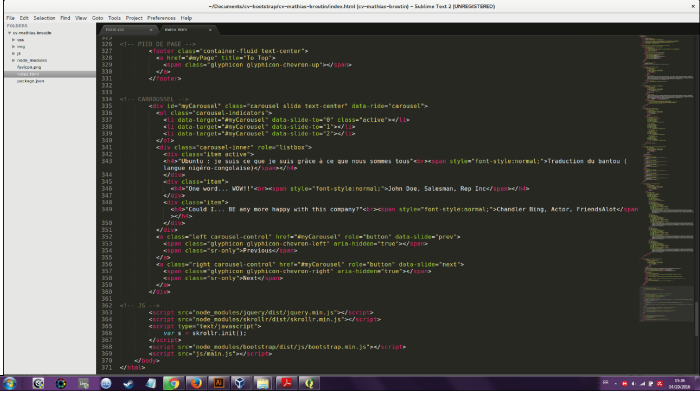 ~/Documents/cv-bootstrap/cv-mathias-broutin/index.html (cv-mathias-broutin) - Sublime Text 2 (UNREGISTERED)
File Edit Selection Find View Goto Tools Project Preferences Help
FOLDERS
cv-mathias-broutin
css
img
js
node_modules
favicon.png
index.html
package.json
index.html
326 <!-- PIED DE PAGE -->
327 <footer class="container-fluid text-center">
328 <a href="#myPage" title="To Top">
329 <span class="glyphicon glyphicon-chevron-up"></span>
330 </a>
331 </footer>
332
333
334 <!-- CARROUSSEL -->
335 <div id="myCarousel" class="carousel slide text-center" data-ride="carousel">
336 <ol class="carousel-indicators">
337 <li data-target="#myCarousel" data-slide-to="0" class="active"></li>
338 <li data-target="#myCarousel" data-slide-to="1"></li>
339 <li data-target="#myCarousel" data-slide-to="2"></li>
340 </ol>
341 <div class="carousel-inner" role="listbox">
342 <div class="item active">
343 <h4>"Ubuntu : je suis ce que je suis grâce à ce que nous sommes tous"<br><span style="font-style:normal;">Traduction du bantou (
langue nigéro-congolaise)</span></h4>
344 </div>
345 <div class="item">
346 <h4>"One word... WOW!!"<br><span style="font-style:normal;">John Doe, Salesman, Rep Inc</span></h4>
347 </div>
348 <div class="item">
349 <h4>"Could I... BE any more happy with this company?"<br><span style="font-style:normal;">Chandler Bing, Actor, FriendsAlot</span
></h4>
350 </div>
351 </div>
352 <a class="left carousel-control" href="#myCarousel" role="button" data-slide="prev">
353 <span class="glyphicon glyphicon-chevron-left" aria-hidden="true"></span>
354 <span class="sr-only">Previous</span>
355 </a>
356 <a class="right carousel-control" href="#myCarousel" role="button" data-slide="next">
357 <span class="glyphicon glyphicon-chevron-right" aria-hidden="true"></span>
358 <span class="sr-only">Next</span>
359 </a>
360 </div>
361
362 <!-- JS -->
363 <script src="node_modules/jquery/dist/jquery.min.js"></script>
364 <script src="node_modules/skrollr/dist/skrollr.min.js"></script>
365 <script type="text/javascript">
366 var s = skrollr.init();
367 </script>
368 <script src="node_modules/bootstrap/dist/js/bootstrap.min.js"></script>
369 <script src="js/main.js"></script>
370 </body>
371 </html>